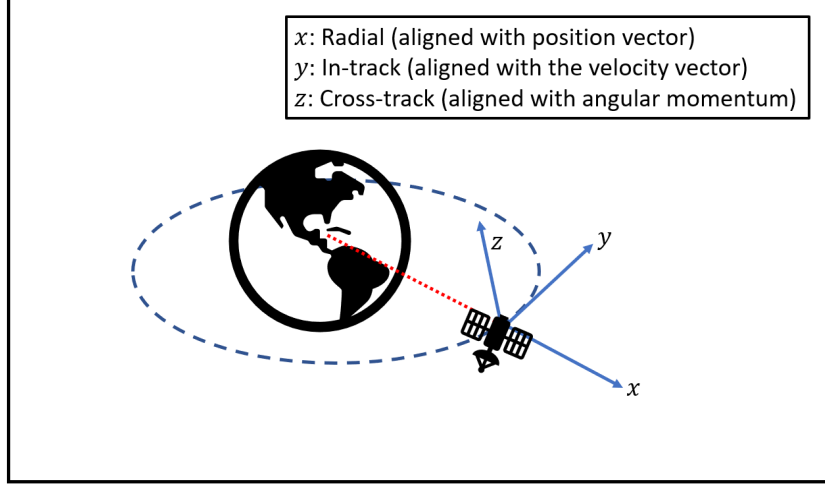 x: Radial (aligned with position vector)
y: In-track (aligned with the velocity vector)
z: Cross-track (aligned with angular momentum)
z
y
x